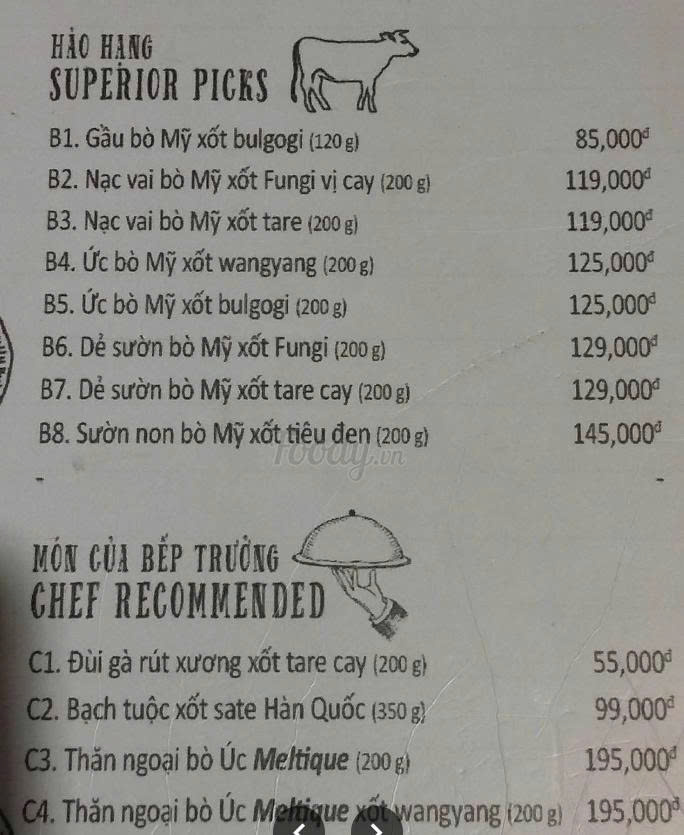 HẢO HẠNG
SUPERIOR PICKS
B1. Gầu bò Mỹ xốt bulgogi (120 g) 85,000đ
B2. Nạc vai bò Mỹ xốt Fungi vị cay (200 g) 119,000đ
B3. Nạc vai bò Mỹ xốt tare (200 g) 119,000đ
B4. Ức bò Mỹ xốt wangyang (200 g) 125,000đ
B5. Ức bò Mỹ xốt bulgogi (200 g) 125,000đ
B6. Dẻ sườn bò Mỹ xốt Fungi (200 g) 129,000đ
B7. Dẻ sườn bò Mỹ xốt tare cay (200 g) 129,000đ
B8. Sườn non bò Mỹ xốt tiêu đen (200 g) 145,000đ
foody.vn
MÓN CỦA BẾP TRƯỞNG
CHEF RECOMMENDED
C1. Đùi gà rút xương xốt tare cay (200 g) 55,000đ
C2. Bạch tuộc xốt sate Hàn Quốc (350 g) 99,000đ
C3. Thăn ngoại bò Úc Meltique (200 g) 195,000đ
C4. Thăn ngoại bò Úc Meltique xốt wangyang (200 g) 195,000đ